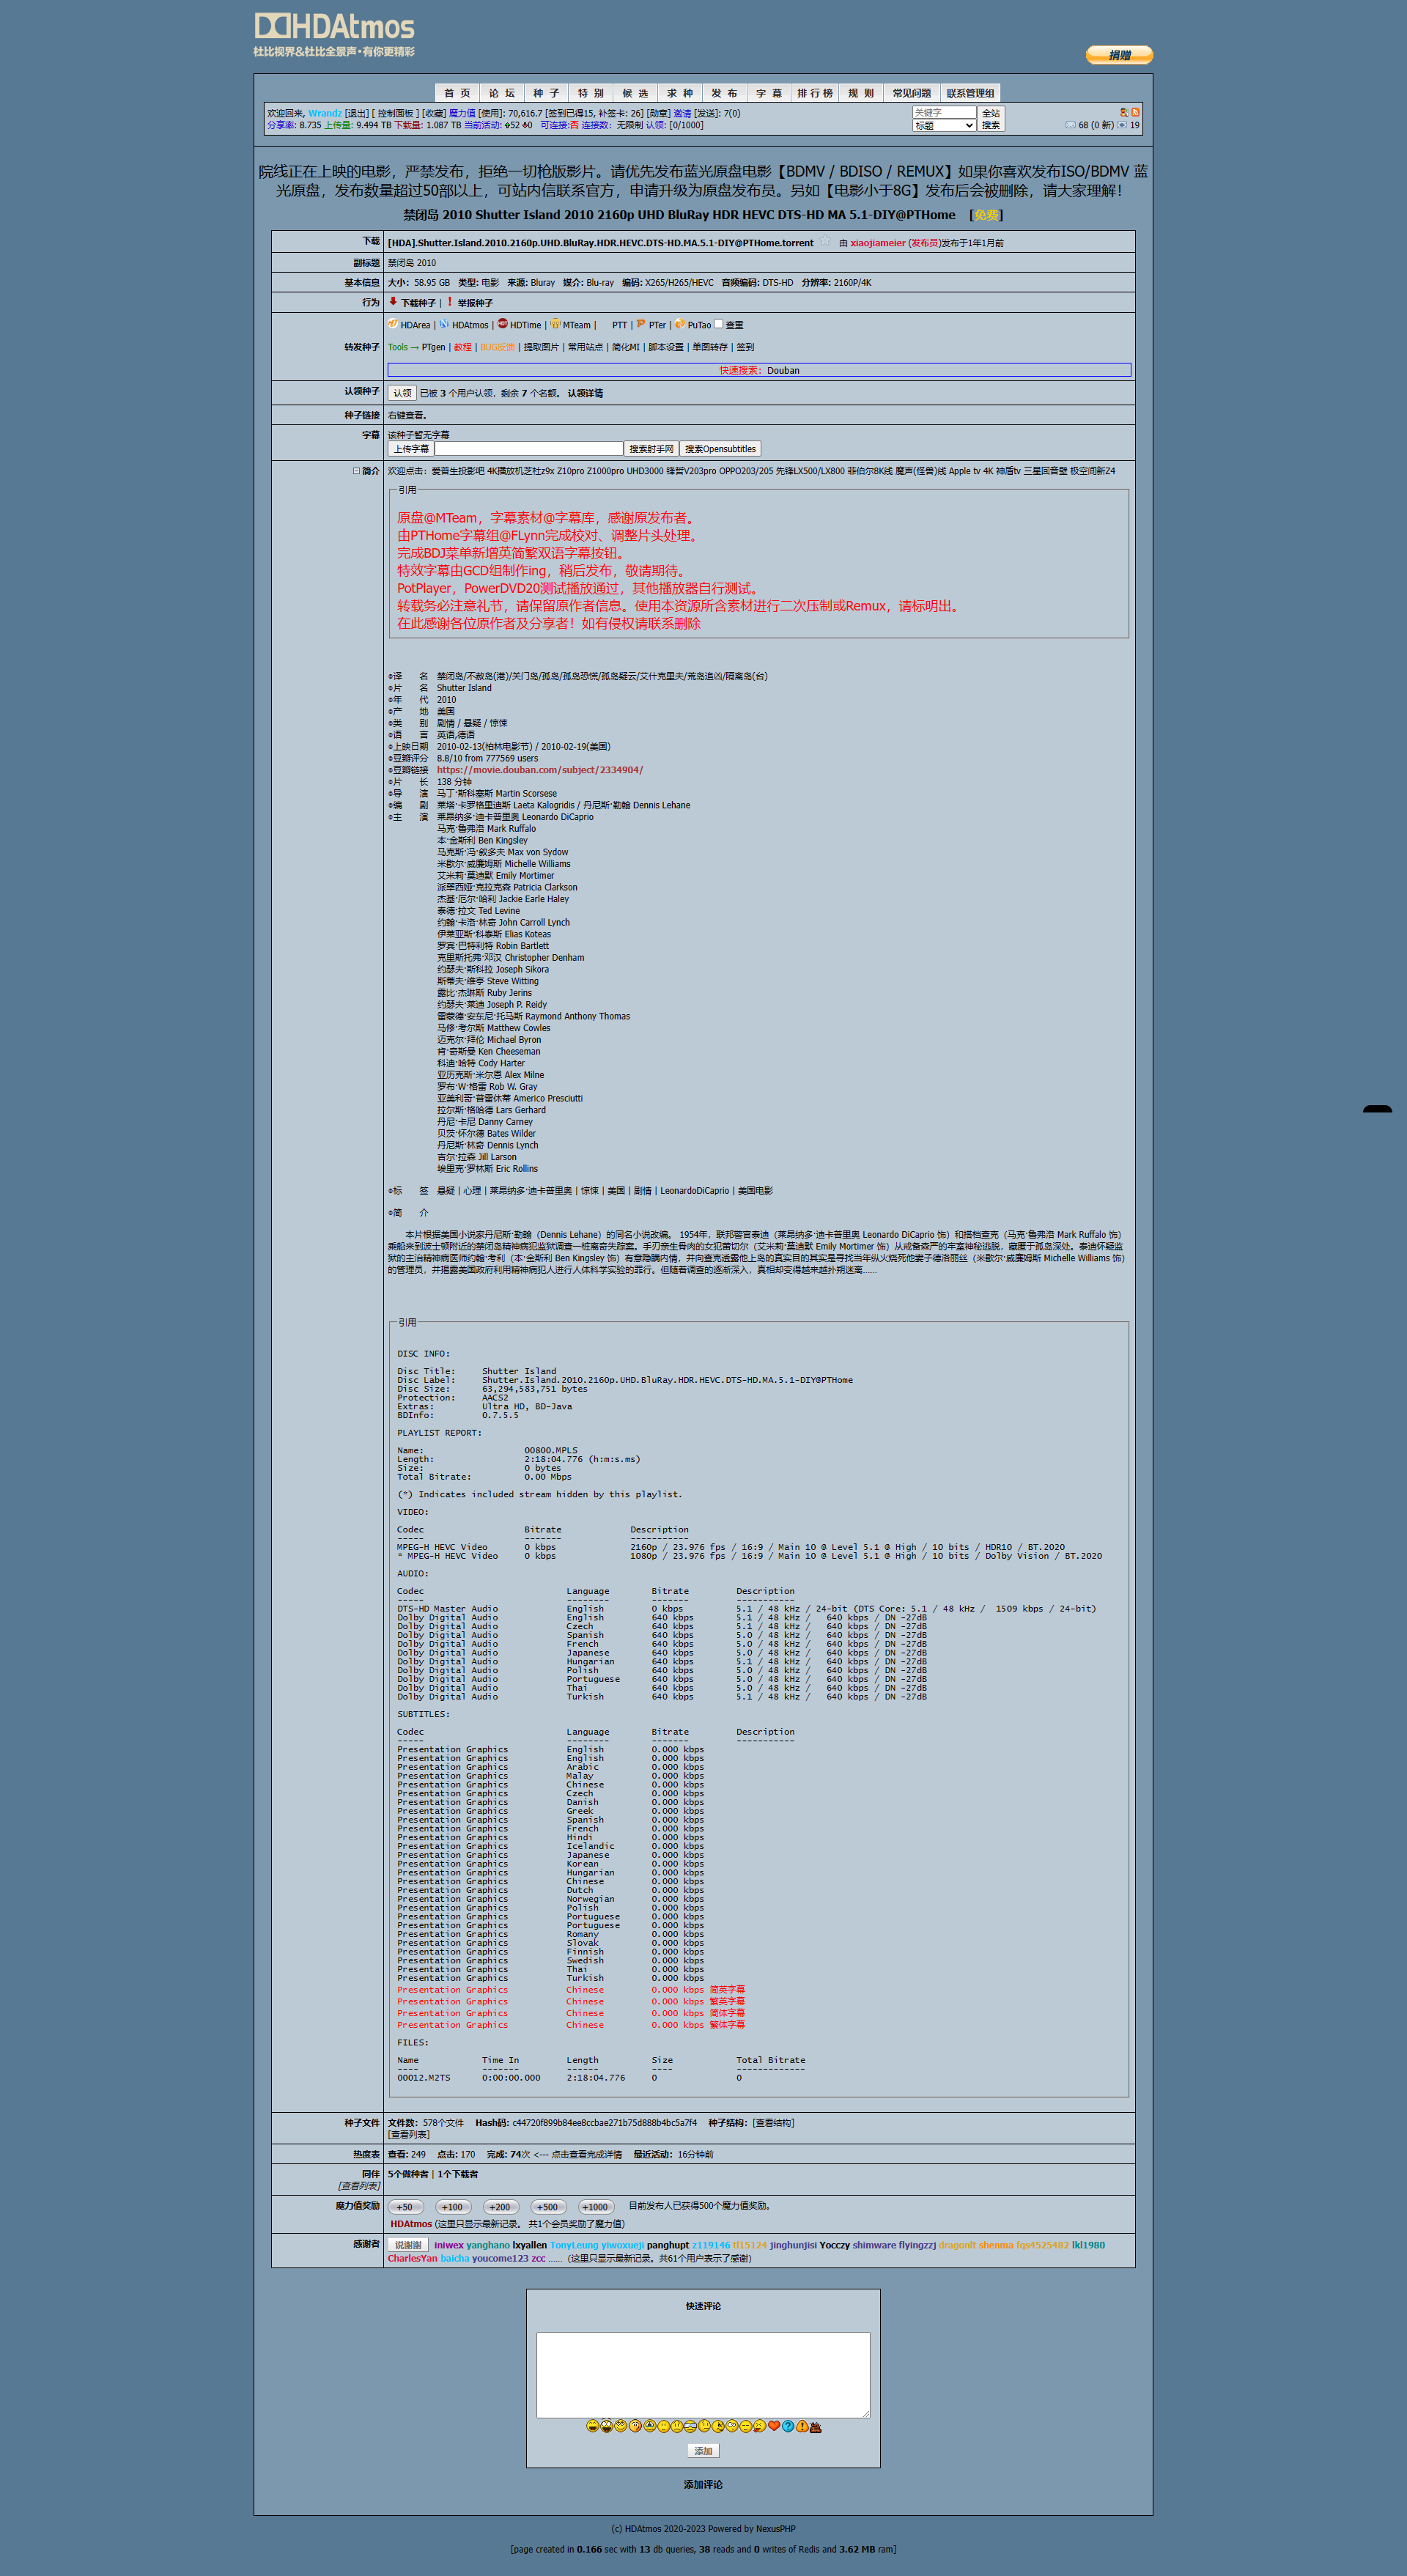 HDAtmos
杜比视界&杜比全景声•有你更精彩
捐赠
首 页 论 坛 种 子 特 别 候 选 求 种 发 布 字 幕 排 行 榜 规 则 常见问题 联系管理组
欢迎回来, Wrandz [退出] [ 控制面板 ] [收藏] 魔力值 [使用]: 70,616.7 [签到已得15, 补签卡: 26] [勋章] 邀请 [发送]: 7(0)
关键字 全站搜索
分享率: 8.735 上传量: 9.494 TB 下载量: 1.087 TB 当前活动: 52 0 可连接:否 连接数: 无限制 认领: [0/1000]
标题 68 (0 新) 19
院线正在上映的电影，严禁发布，拒绝一切枪版影片。请优先发布蓝光原盘电影【BDMV / BDISO / REMUX】如果你喜欢发布ISO/BDMV 蓝
光原盘，发布数量超过50部以上，可站内信联系官方，申请升级为原盘发布员。另如【电影小于8G】发布后会被删除，请大家理解！
禁闭岛 2010 Shutter Island 2010 2160p UHD BluRay HDR HEVC DTS-HD MA 5.1-DIY@PTHome [免费]
下载 [HDA].Shutter.Island.2010.2160p.UHD.BluRay.HDR.HEVC.DTS-HD.MA.5.1-DIY@PTHome.torrent 由 xiaojiameier (发布员)发布于1年1月前
副标题 禁闭岛 2010
基本信息 大小: 58.95 GB 类型: 电影 来源: Bluray 媒介: Blu-ray 编码: X265/H265/HEVC 音频编码: DTS-HD 分辨率: 2160P/4K
行为 下载种子 | 举报种子
HDArea | HDAtmos | HDTime | MTeam | PTT | PTer | PuTao 查重
转发种子 Tools → PTgen | 教程 | BUG反馈 | 提取图片 | 常用站点 | 简化MI | 脚本设置 | 单图转存 | 签到
快速搜索: Douban
认领种子 认领 已被 3 个用户认领，剩余 7 个名额。 认领详情
种子链接 右键查看。
字幕 该种子暂无字幕
上传字幕 搜索射手网 搜索Opensubtitles
简介 欢迎点击: 爱普生投影吧 4K播放机芝杜z9x Z10pro Z1000pro UHD3000 锋哲V203pro OPPO203/205 先锋LX500/LX800 菲伯尔8K线 魔声(怪兽)线 Apple tv 4K 神盾tv 三星回音壁 极空间新Z4
引用
原盘@MTeam，字幕素材@字幕库，感谢原发布者。
由PTHome字幕组@FLynn完成校对、调整片头处理。
完成BDJ菜单新增英简繁双语字幕按钮。
特效字幕由GCD组制作ing，稍后发布，敬请期待。
PotPlayer，PowerDVD20测试播放通过，其他播放器自行测试。
转载务必注意礼节，请保留原作者信息。使用本资源所含素材进行二次压制或Remux，请标明出。
在此感谢各位原作者及分享者！如有侵权请联系删除
◎译 名 禁闭岛/不赦岛(港)/关门岛/孤岛/孤岛恐慌/孤岛疑云/艾什克里夫/荒岛追凶/隔离岛(台)
◎片 名 Shutter Island
◎年 代 2010
◎产 地 美国
◎类 别 剧情 / 悬疑 / 惊悚
◎语 言 英语,德语
◎上映日期 2010-02-13(柏林电影节) / 2010-02-19(美国)
◎豆瓣评分 8.8/10 from 777569 users
◎豆瓣链接 https://movie.douban.com/subject/2334904/
◎片 长 138 分钟
◎导 演 马丁·斯科塞斯 Martin Scorsese
◎编 剧 莱塔·卡罗格里迪斯 Laeta Kalogridis / 丹尼斯·勒翰 Dennis Lehane
◎主 演 莱昂纳多·迪卡普里奥 Leonardo DiCaprio
马克·鲁弗洛 Mark Ruffalo
本·金斯利 Ben Kingsley
马克斯·冯·叙多夫 Max von Sydow
米歇尔·威廉姆斯 Michelle Williams
艾米莉·莫迪默 Emily Mortimer
派翠西娅·克拉克森 Patricia Clarkson
杰基·厄尔·哈利 Jackie Earle Haley
泰德·拉文 Ted Levine
约翰·卡洛·林奇 John Carroll Lynch
伊莱亚斯·科泰斯 Elias Koteas
罗宾·巴特利特 Robin Bartlett
克里斯托弗·邓汉 Christopher Denham
约瑟夫·斯科拉 Joseph Sikora
斯蒂夫·维亭 Steve Witting
露比·杰琳斯 Ruby Jerins
约瑟夫·莱迪 Joseph P. Reidy
雷蒙德·安东尼·托马斯 Raymond Anthony Thomas
马修·考尔斯 Matthew Cowles
迈克尔·拜伦 Michael Byron
肯·奇斯曼 Ken Cheeseman
科迪·哈特 Cody Harter
亚历克斯·米尔恩 Alex Milne
罗布·W·格雷 Rob W. Gray
亚美利哥·普雷休蒂 Americo Presciutti
拉尔斯·格哈德 Lars Gerhard
丹尼·卡尼 Danny Carney
贝茨·怀尔德 Bates Wilder
丹尼斯·林奇 Dennis Lynch
吉尔·拉森 Jill Larson
埃里克·罗林斯 Eric Rollins
◎标 签 悬疑 | 心理 | 莱昂纳多·迪卡普里奥 | 惊悚 | 美国 | 剧情 | LeonardoDiCaprio | 美国电影
◎简 介
本片根据美国小说家丹尼斯·勒翰（Dennis Lehane）的同名小说改编。 1954年，联邦警官泰迪（莱昂纳多·迪卡普里奥 Leonardo DiCaprio 饰）和搭档查克（马克·鲁弗洛 Mark Ruffalo 饰）
乘船来到波士顿附近的禁闭岛精神病犯监狱调查一桩离奇失踪案。手刃亲生骨肉的女犯蕾切尔（艾米莉·莫迪默 Emily Mortimer 饰）从戒备森严的牢室神秘逃脱，藏匿于孤岛深处。泰迪怀疑监
狱的主治精神病医师约翰·考利（本·金斯利 Ben Kingsley 饰）有意隐瞒内情，并向查克透露他上岛的真实目的其实是寻找当年纵火烧死他妻子德洛丽丝（米歇尔·威廉姆斯 Michelle Williams 饰）
的管理员，并揭露美国政府利用精神病犯人进行人体科学实验的罪行。但随着调查的逐渐深入，真相却变得越来越扑朔迷离……
引用
DISC INFO:
Disc Title: Shutter Island
Disc Label: Shutter.Island.2010.2160p.UHD.BluRay.HDR.HEVC.DTS-HD.MA.5.1-DIY@PTHome
Disc Size: 63,294,583,751 bytes
Protection: AACS2
Extras: Ultra HD, BD-Java
BDInfo: 0.7.5.5
PLAYLIST REPORT:
Name: 00800.MPLS
Length: 2:18:04.776 (h:m:s.ms)
Size: 0 bytes
Total Bitrate: 0.00 Mbps
(*) Indicates included stream hidden by this playlist.
VIDEO:
Codec Bitrate Description
----- ------- -----------
MPEG-H HEVC Video 0 kbps 2160p / 23.976 fps / 16:9 / Main 10 @ Level 5.1 @ High / 10 bits / HDR10 / BT.2020
* MPEG-H HEVC Video 0 kbps 1080p / 23.976 fps / 16:9 / Main 10 @ Level 5.1 @ High / 10 bits / Dolby Vision / BT.2020
AUDIO:
Codec Language Bitrate Description
----- -------- ------- -----------
DTS-HD Master Audio English 0 kbps 5.1 / 48 kHz / 24-bit (DTS Core: 5.1 / 48 kHz / 1509 kbps / 24-bit)
Dolby Digital Audio English 640 kbps 5.1 / 48 kHz / 640 kbps / DN -27dB
Dolby Digital Audio Czech 640 kbps 5.1 / 48 kHz / 640 kbps / DN -27dB
Dolby Digital Audio Spanish 640 kbps 5.0 / 48 kHz / 640 kbps / DN -27dB
Dolby Digital Audio French 640 kbps 5.0 / 48 kHz / 640 kbps / DN -27dB
Dolby Digital Audio Japanese 640 kbps 5.0 / 48 kHz / 640 kbps / DN -27dB
Dolby Digital Audio Hungarian 640 kbps 5.1 / 48 kHz / 640 kbps / DN -27dB
Dolby Digital Audio Polish 640 kbps 5.0 / 48 kHz / 640 kbps / DN -27dB
Dolby Digital Audio Portuguese 640 kbps 5.0 / 48 kHz / 640 kbps / DN -27dB
Dolby Digital Audio Thai 640 kbps 5.0 / 48 kHz / 640 kbps / DN -27dB
Dolby Digital Audio Turkish 640 kbps 5.1 / 48 kHz / 640 kbps / DN -27dB
SUBTITLES:
Codec Language Bitrate Description
----- -------- ------- -----------
Presentation Graphics English 0.000 kbps
Presentation Graphics English 0.000 kbps
Presentation Graphics Arabic 0.000 kbps
Presentation Graphics Malay 0.000 kbps
Presentation Graphics Chinese 0.000 kbps
Presentation Graphics Czech 0.000 kbps
Presentation Graphics Danish 0.000 kbps
Presentation Graphics Greek 0.000 kbps
Presentation Graphics Spanish 0.000 kbps
Presentation Graphics French 0.000 kbps
Presentation Graphics Hindi 0.000 kbps
Presentation Graphics Icelandic 0.000 kbps
Presentation Graphics Japanese 0.000 kbps
Presentation Graphics Korean 0.000 kbps
Presentation Graphics Hungarian 0.000 kbps
Presentation Graphics Chinese 0.000 kbps
Presentation Graphics Dutch 0.000 kbps
Presentation Graphics Norwegian 0.000 kbps
Presentation Graphics Polish 0.000 kbps
Presentation Graphics Portuguese 0.000 kbps
Presentation Graphics Portuguese 0.000 kbps
Presentation Graphics Romany 0.000 kbps
Presentation Graphics Slovak 0.000 kbps
Presentation Graphics Finnish 0.000 kbps
Presentation Graphics Swedish 0.000 kbps
Presentation Graphics Thai 0.000 kbps
Presentation Graphics Turkish 0.000 kbps
Presentation Graphics Chinese 0.000 kbps 简英字幕
Presentation Graphics Chinese 0.000 kbps 繁英字幕
Presentation Graphics Chinese 0.000 kbps 简体字幕
Presentation Graphics Chinese 0.000 kbps 繁体字幕
FILES:
Name Time In Length Size Total Bitrate
---- ------- ------ ---- -------------
00012.M2TS 0:00:00.000 2:18:04.776 0 0
种子文件 文件数: 578个文件 Hash码: c44720f899b84ee8ccbae271b75d888b4bc5a7f4 种子结构: [查看结构]
[查看列表]
热度表 查看: 249 点击: 170 完成: 74次 <--- 点击查看完成详情 最近活动: 16分钟前
同伴 5个做种者 | 1个下载者
[查看列表]
魔力值奖励 +50 +100 +200 +500 +1000 目前发布人已获得500个魔力值奖励。
HDAtmos (这里只显示最新记录。 共1个会员奖励了魔力值)
感谢者 说谢谢 iniwex yanghano lxyallen TonyLeung yiwoxueji panghupt z119146 tl15124 jinghunjisi Yocczy shimware flyingzzj dragonlt shenma lqs4525482 lkl1980
CharlesYan baicha youcome123 zcc ...... (这里只显示最新记录。共61个用户表示了感谢)
快速评论
添加
添加评论
(c) HDAtmos 2020-2023 Powered by NexusPHP
[page created in 0.166 sec with 13 db queries, 38 reads and 0 writes of Redis and 3.62 MB ram]